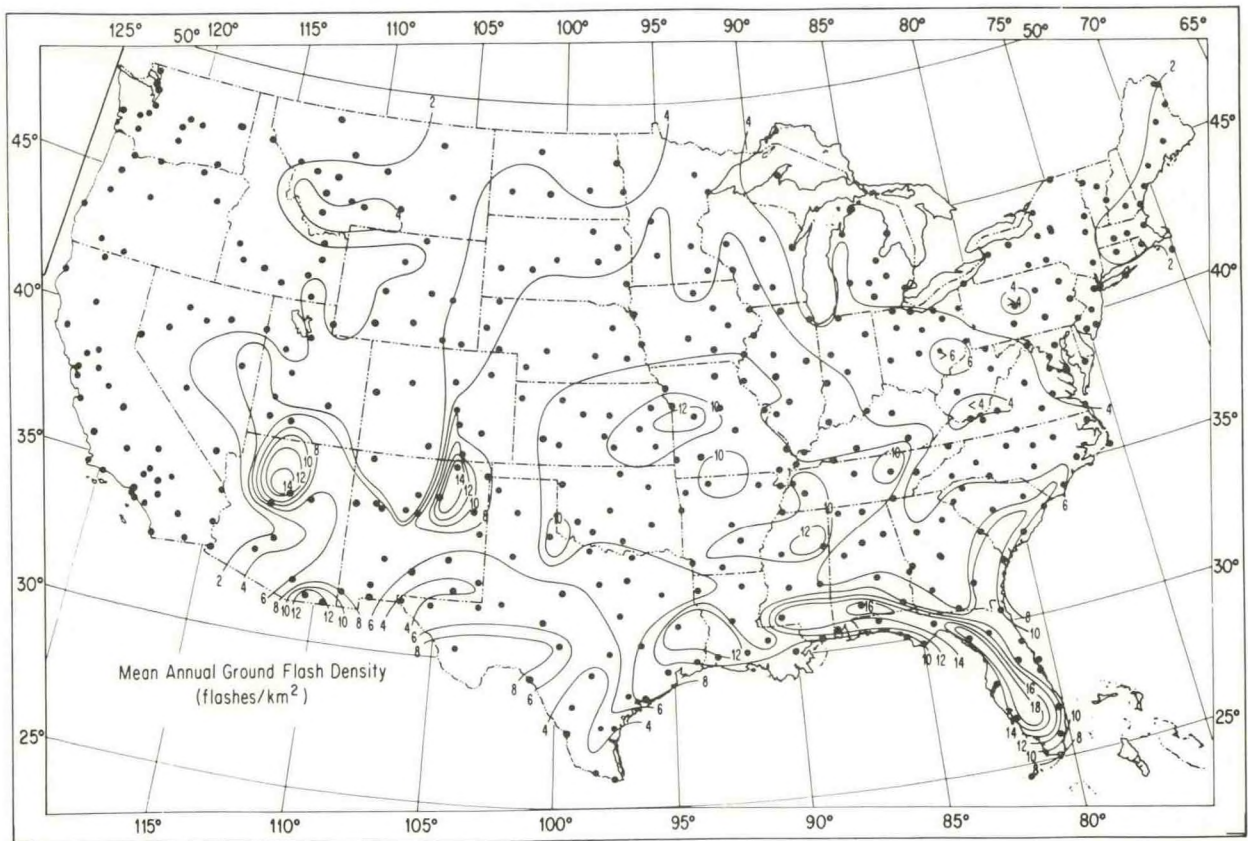 125° 50° 120° 115° 110° 105° 100° 95° 90° 85° 80° 75° 50° 70° 65°
2 4 4 2
45° 45°
2
40° 4 >4 40°
>6 6
12 10 <4 4
35° 8 10 12 14 10 10 35°
14 12 10 8 10 10 12 6
2 4 6 8 10 12 12 10 8 6 4 4 6 8
30° 16 8 10 30°
12 14 10 12 14
Mean Annual Ground Flash Density
(flashes/km²)
8 6 4 6 4 8 16 18 10 8
14 12 10 8
25° 25°
115° 110° 105° 100° 95° 90° 85° 80°